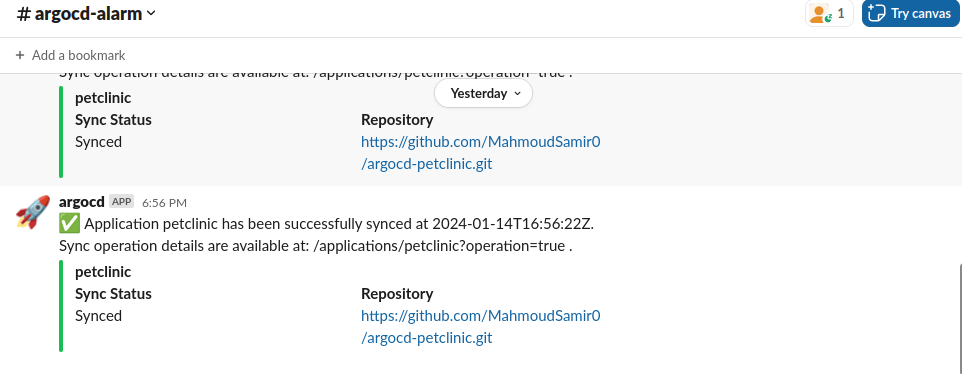 # argocd-alarm
1
Try canvas
+ Add a bookmark
Sync operation details are available at: /applications/petclinic?operation=true .
Yesterday
petclinic
Sync Status
Repository
Synced
https://github.com/MahmoudSamir0
/argocd-petclinic.git
argocd APP 6:56 PM
✅ Application petclinic has been successfully synced at 2024-01-14T16:56:22Z.
Sync operation details are available at: /applications/petclinic?operation=true .
petclinic
Sync Status
Repository
Synced
https://github.com/MahmoudSamir0
/argocd-petclinic.git